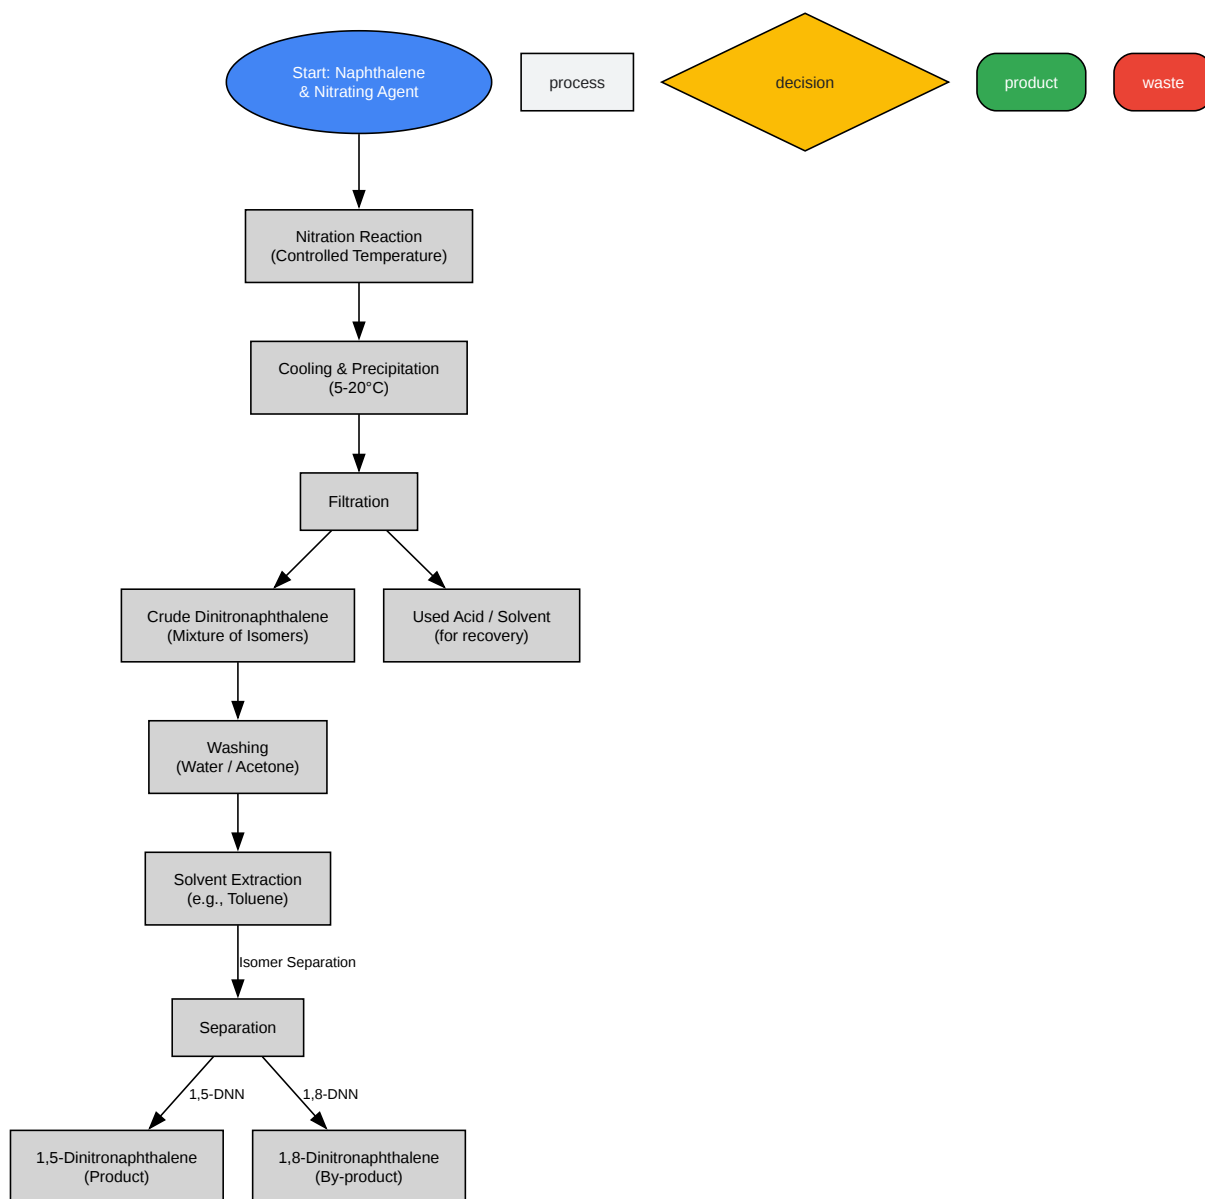 Start: Naphthalene
& Nitrating Agent
process
decision
product
waste
Nitration Reaction
(Controlled Temperature)
Cooling & Precipitation
(5-20°C)
Filtration
Crude Dinitronaphthalene
(Mixture of Isomers)
Used Acid / Solvent
(for recovery)
Washing
(Water / Acetone)
Solvent Extraction
(e.g., Toluene)
Isomer Separation
Separation
1,5-DNN
1,8-DNN
1,5-Dinitronaphthalene
(Product)
1,8-Dinitronaphthalene
(By-product)